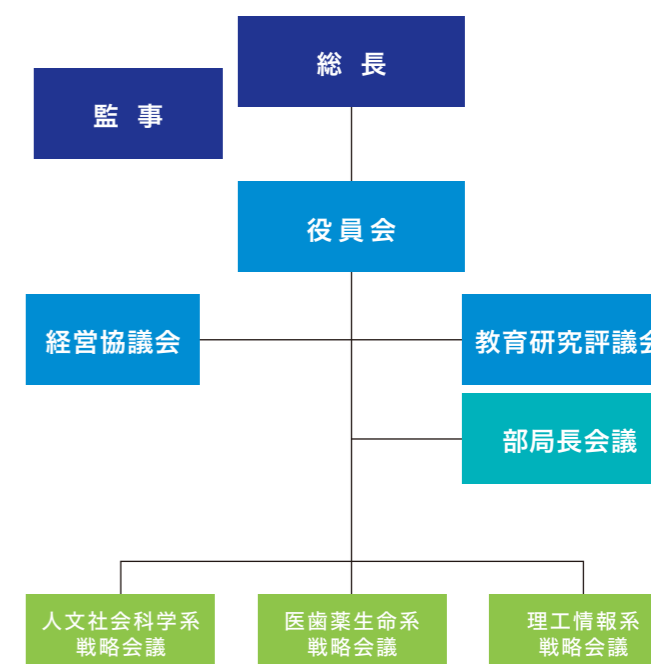 総 長
監 事
役員会
経営協議会
教育研究評議会
部局長会議
人文社会科学系
戦略会議
医歯薬生命系
戦略会議
理工情報系
戦略会議